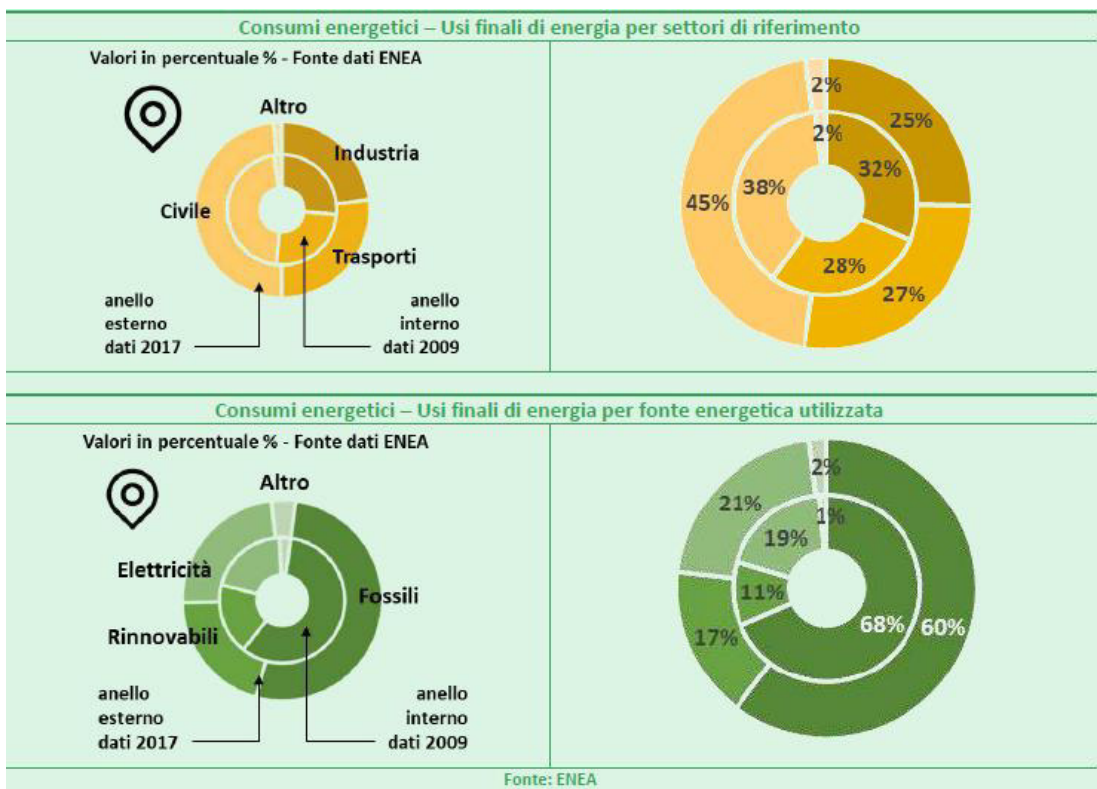 Consumi energetici – Usi finali di energia per settori di riferimento
Valori in percentuale % - Fonte dati ENEA
Altro
Industria
Civile
Trasporti
anello
esterno
dati 2017
anello
interno
dati 2009
2%
25%
2%
32%
38%
45%
28%
27%
Consumi energetici – Usi finali di energia per fonte energetica utilizzata
Valori in percentuale % - Fonte dati ENEA
Altro
Elettricità
Fossili
Rinnovabili
anello
esterno
dati 2017
anello
interno
dati 2009
2%
21%
1%
19%
11%
68%
60%
17%
Fonte: ENEA